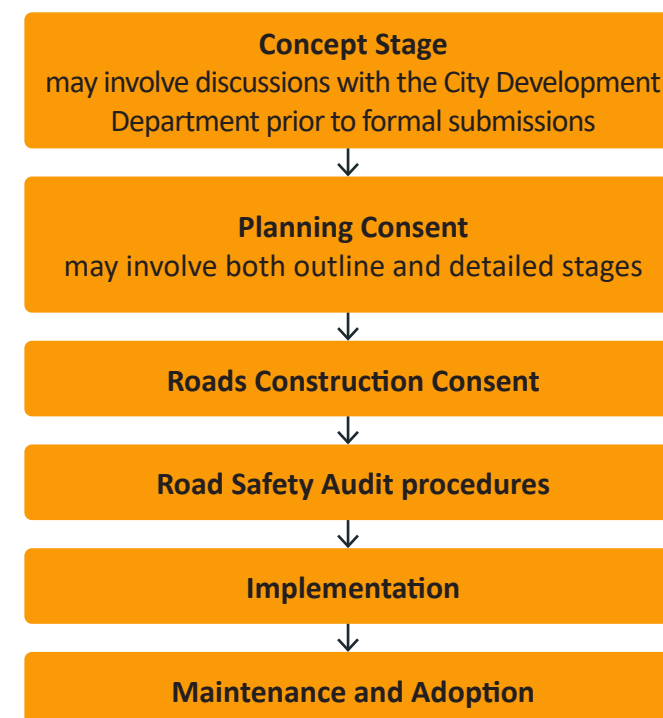 Concept Stage
may involve discussions with the City Development
Department prior to formal submissions
Planning Consent
may involve both outline and detailed stages
Roads Construction Consent
Road Safety Audit procedures
Implementation
Maintenance and Adoption